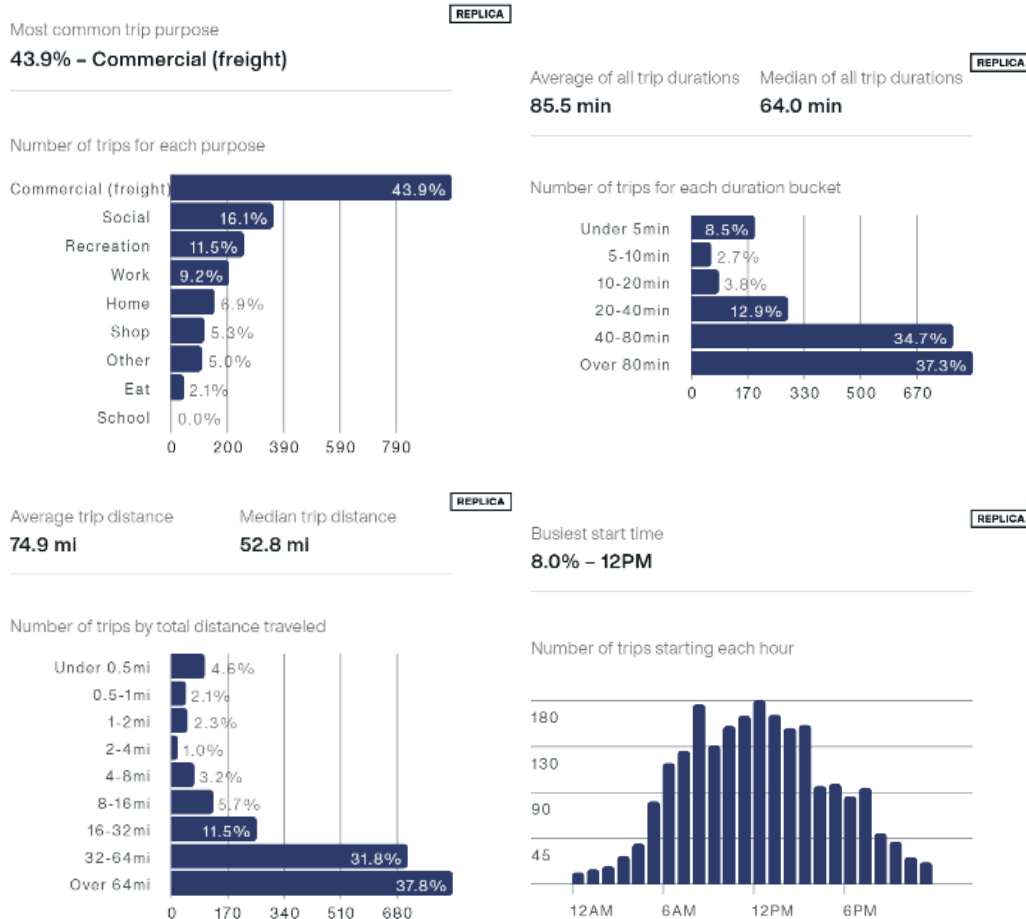 REPLICA
Most common trip purpose
43.9% – Commercial (freight)
Number of trips for each purpose
Commercial (freight) 43.9%
Social 16.1%
Recreation 11.5%
Work 9.2%
Home 6.9%
Shop 5.3%
Other 5.0%
Eat 2.1%
School 0.0%
0 200 390 590 790
REPLICA
Average of all trip durations Median of all trip durations
85.5 min 64.0 min
Number of trips for each duration bucket
Under 5min 8.5%
5-10min 2.7%
10-20min 3.8%
20-40min 12.9%
40-80min 34.7%
Over 80min 37.3%
0 170 330 500 670
REPLICA
Average trip distance Median trip distance
74.9 mi 52.8 mi
Number of trips by total distance traveled
Under 0.5mi 4.6%
0.5-1mi 2.1%
1-2mi 2.3%
2-4mi 1.0%
4-8mi 3.2%
8-16mi 5.7%
16-32mi 11.5%
32-64mi 31.8%
Over 64mi 37.8%
0 170 340 510 680
REPLICA
Busiest start time
8.0% – 12PM
Number of trips starting each hour
180
130
90
45
12AM 6AM 12PM 6PM